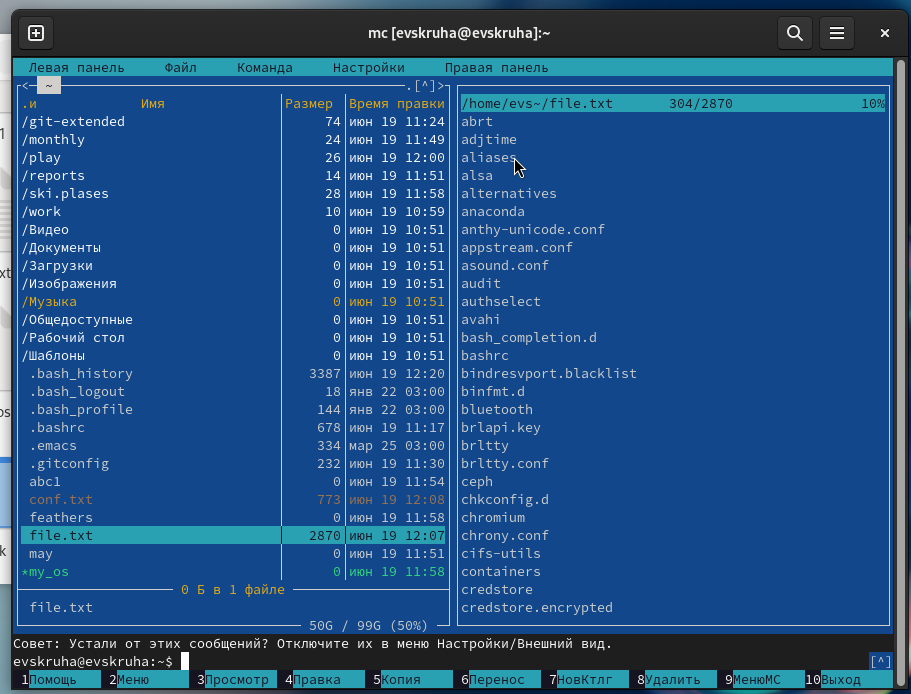 mc [evskruha@evskruha]:~
Левая панель Файл Команда Настройки Правая панель
<─ ~ .[^]>
.и Имя Размер Время правки
/git-extended 74 июн 19 11:24
/monthly 24 июн 19 11:49
/play 26 июн 19 12:00
/reports 14 июн 19 11:51
/ski.plases 28 июн 19 11:58
/work 10 июн 19 10:59
/Видео 0 июн 19 10:51
/Документы 0 июн 19 10:51
/Загрузки 0 июн 19 10:51
/Изображения 0 июн 19 10:51
/Музыка 0 июн 19 10:51
/Общедоступные 0 июн 19 10:51
/Рабочий стол 0 июн 19 10:51
/Шаблоны 0 июн 19 10:51
.bash_history 3387 июн 19 12:20
.bash_logout 18 янв 22 03:00
.bash_profile 144 янв 22 03:00
.bashrc 678 июн 19 11:17
.emacs 334 мар 25 03:00
.gitconfig 232 июн 19 11:30
abc1 0 июн 19 11:54
conf.txt 773 июн 19 12:08
feathers 0 июн 19 11:58
file.txt 2870 июн 19 12:07
may 0 июн 19 11:51
*my_os 0 июн 19 11:58
0 Б в 1 файле
file.txt
50G / 99G (50%)
/home/evs~/file.txt 304/2870 10%
abrt
adjtime
aliases
alsa
alternatives
anaconda
anthy-unicode.conf
appstream.conf
asound.conf
audit
authselect
avahi
bash_completion.d
bashrc
bindresvport.blacklist
binfmt.d
bluetooth
brlapi.key
brltty
brltty.conf
ceph
chkconfig.d
chromium
chrony.conf
cifs-utils
containers
credstore
credstore.encrypted
Совет: Устали от этих сообщений? Отключите их в меню Настройки/Внешний вид.
evskruha@evskruha:~$ [^]
1Помощь 2Меню 3Просмотр 4Правка 5Копия 6Перенос 7НовКтлг 8Удалить 9МенюMC 10Выход